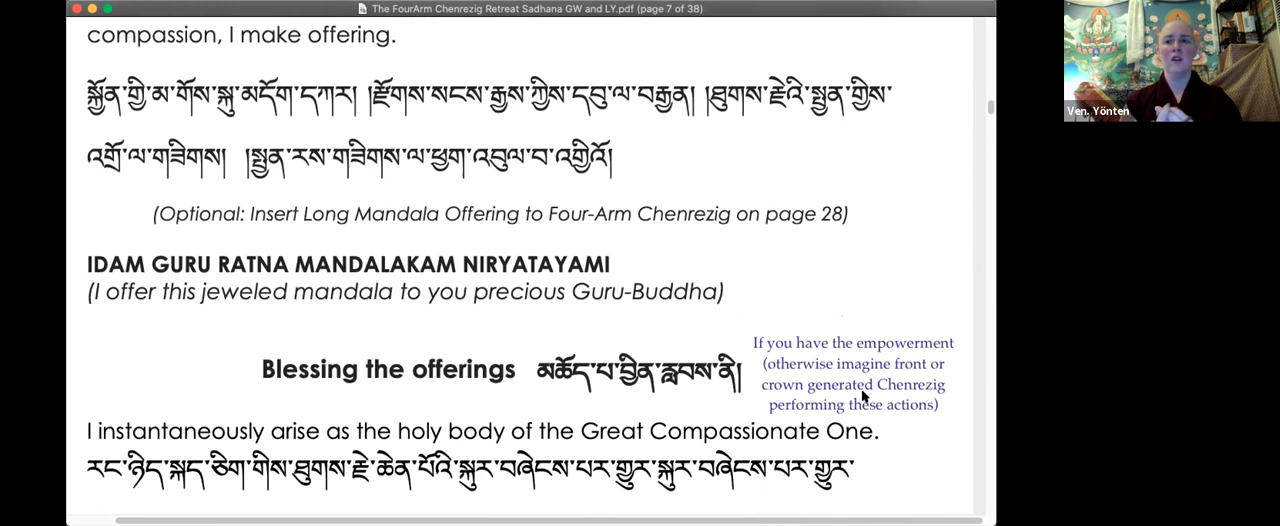 The FourArm Chenrezig Retreat Sadhana GW and LY.pdf (page 7 of 38)
compassion, I make offering.
སྐྱོན་གྱི་མ་གོས་སྐུ་མདོག་དཀར། །རྫོགས་སངས་རྒྱས་ཀྱིས་དབུ་ལ་བརྒྱན། །ཐུགས་རྗེའི་སྤྱན་གྱིས་
འགྲོ་ལ་གཟིགས། །སྤྱན་རས་གཟིགས་ལ་ཕྱག་འབུལ་བ་འགྱིའོ།
(Optional: Insert Long Mandala Offering to Four-Arm Chenrezig on page 28)
IDAM GURU RATNA MANDALAKAM NIRYATAYAMI
(I offer this jeweled mandala to you precious Guru-Buddha)
Blessing the offerings མཆོད་པ་བྱིན་རླབས་ནི།
If you have the empowerment
(otherwise imagine front or
crown generated Chenrezig
performing these actions)
I instantaneously arise as the holy body of the Great Compassionate One.
རང་ཉིད་སྐད་ཅིག་གིས་ཐུགས་རྗེ་ཆེན་པོའི་སྐུར་བཞེངས་པར་གྱུར་སྐུར་བཞེངས་པར་གྱུར་
Ven. Yönten